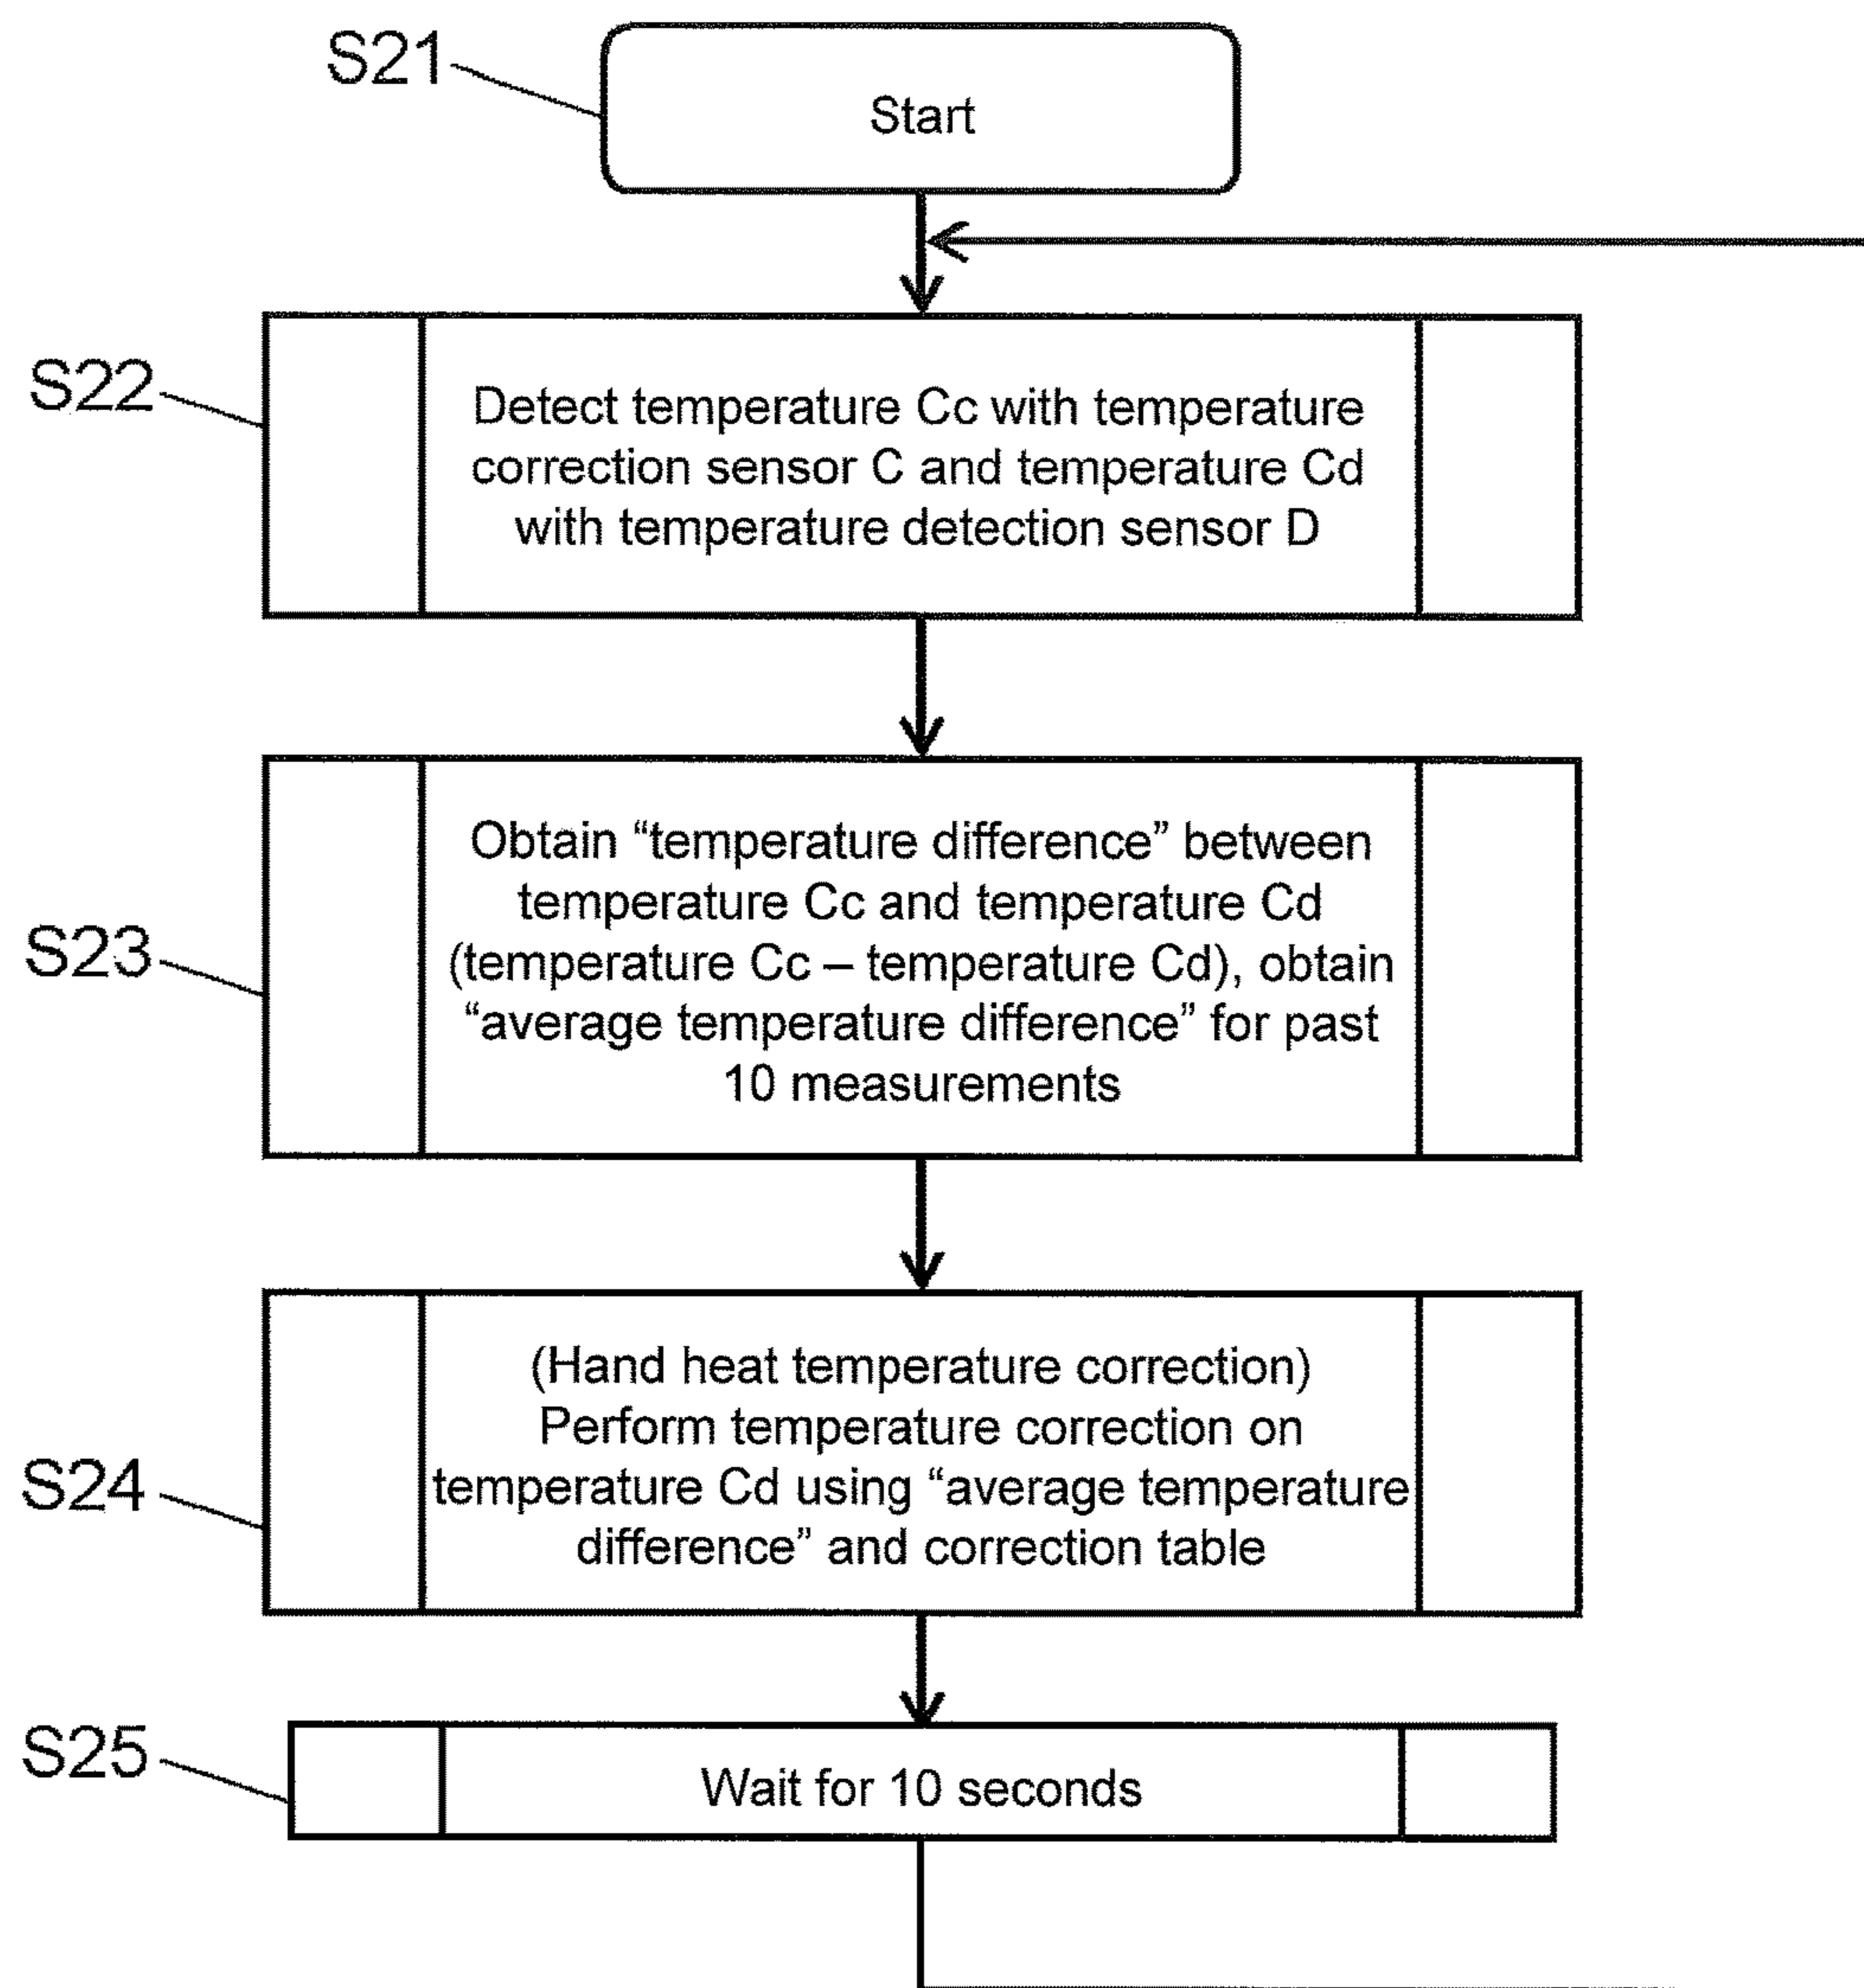 S21
Start
S22
Detect temperature Cc with temperature
correction sensor C and temperature Cd
with temperature detection sensor D
S23
Obtain “temperature difference” between
temperature Cc and temperature Cd
(temperature Cc – temperature Cd), obtain
“average temperature difference” for past
10 measurements
S24
(Hand heat temperature correction)
Perform temperature correction on
temperature Cd using “average temperature
difference” and correction table
S25
Wait for 10 seconds